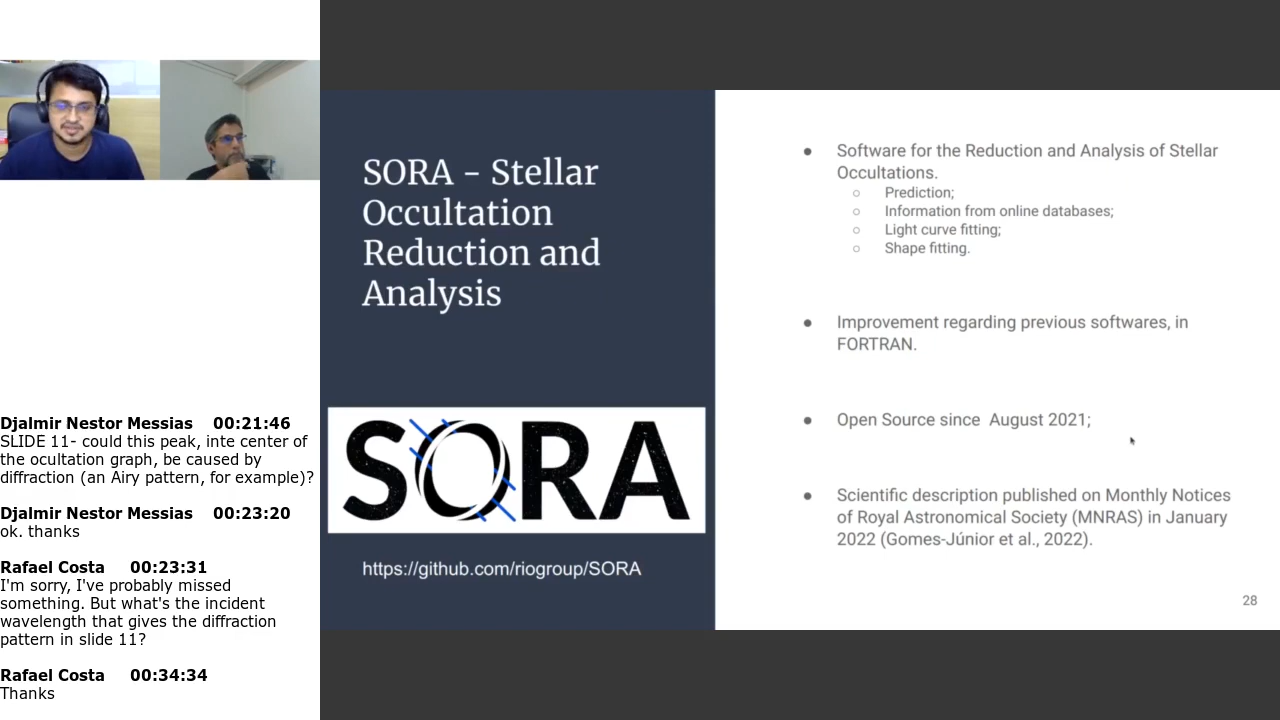 Djalmir Nestor Messias 00:21:46
SLIDE 11- could this peak, inte center of
the ocultation graph, be caused by
diffraction (an Airy pattern, for example)?
Djalmir Nestor Messias 00:23:20
ok. thanks
Rafael Costa 00:23:31
I'm sorry, I've probably missed
something. But what's the incident
wavelength that gives the diffraction
pattern in slide 11?
Rafael Costa 00:34:34
Thanks
SORA - Stellar
Occultation
Reduction and
Analysis
SORA
https://github.com/riogroup/SORA
● Software for the Reduction and Analysis of Stellar
Occultations.
○ Prediction;
○ Information from online databases;
○ Light curve fitting;
○ Shape fitting.
● Improvement regarding previous softwares, in
FORTRAN.
● Open Source since August 2021;
● Scientific description published on Monthly Notices
of Royal Astronomical Society (MNRAS) in January
2022 (Gomes-Júnior et al., 2022).
28